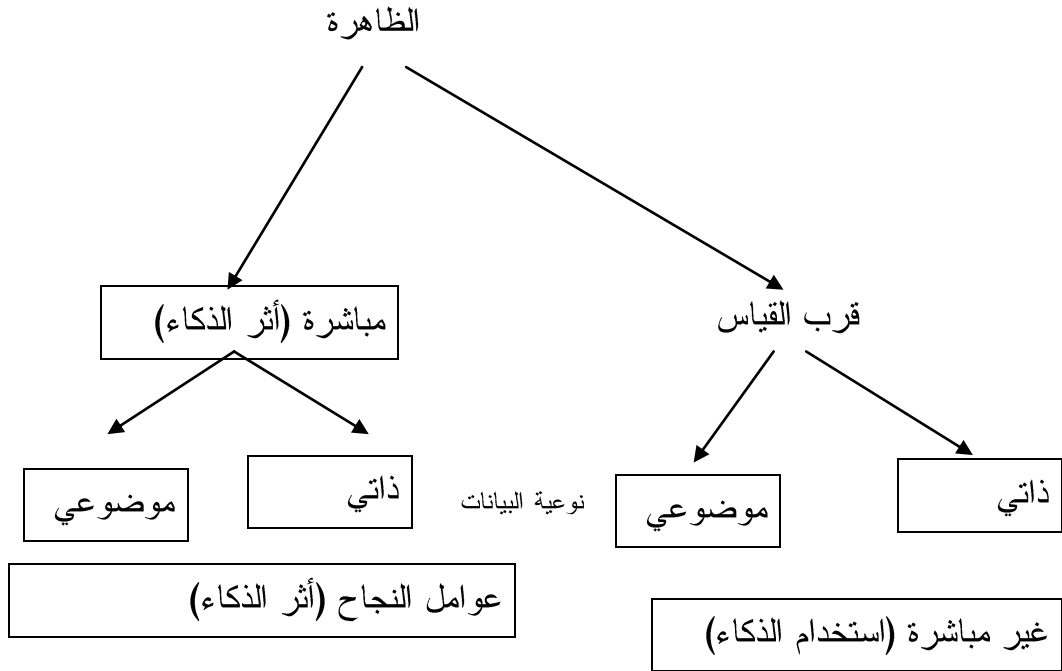 الظاهرة
قرب القياس
مباشرة (أثر الذكاء)
ذاتي
موضوعي
نوعية البيانات
ذاتي
موضوعي
غير مباشرة (استخدام الذكاء)
عوامل النجاح (أثر الذكاء)